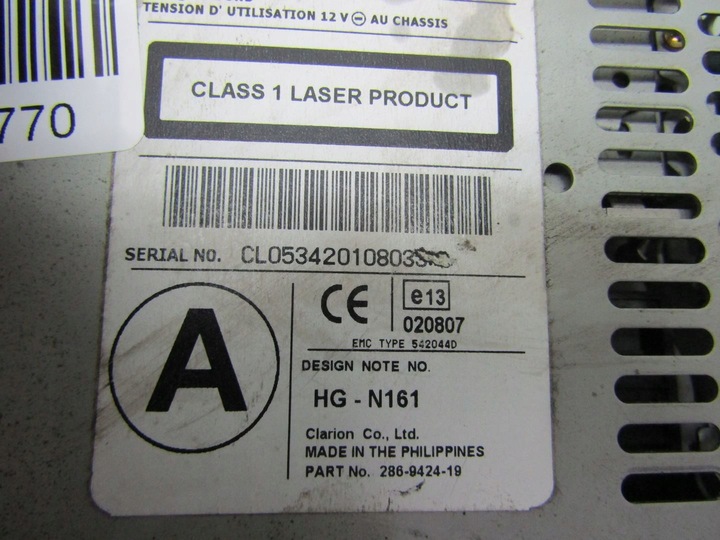 TENSION D' UTILISATION 12 V ⊖ AU CHASSIS
CLASS 1 LASER PRODUCT
770
SERIAL NO. CL053420108035
A
CE
e13
020807
EMC TYPE 542044D
DESIGN NOTE NO.
HG - N161
Clarion Co., Ltd.
MADE IN THE PHILIPPINES
PART No. 286-9424-19